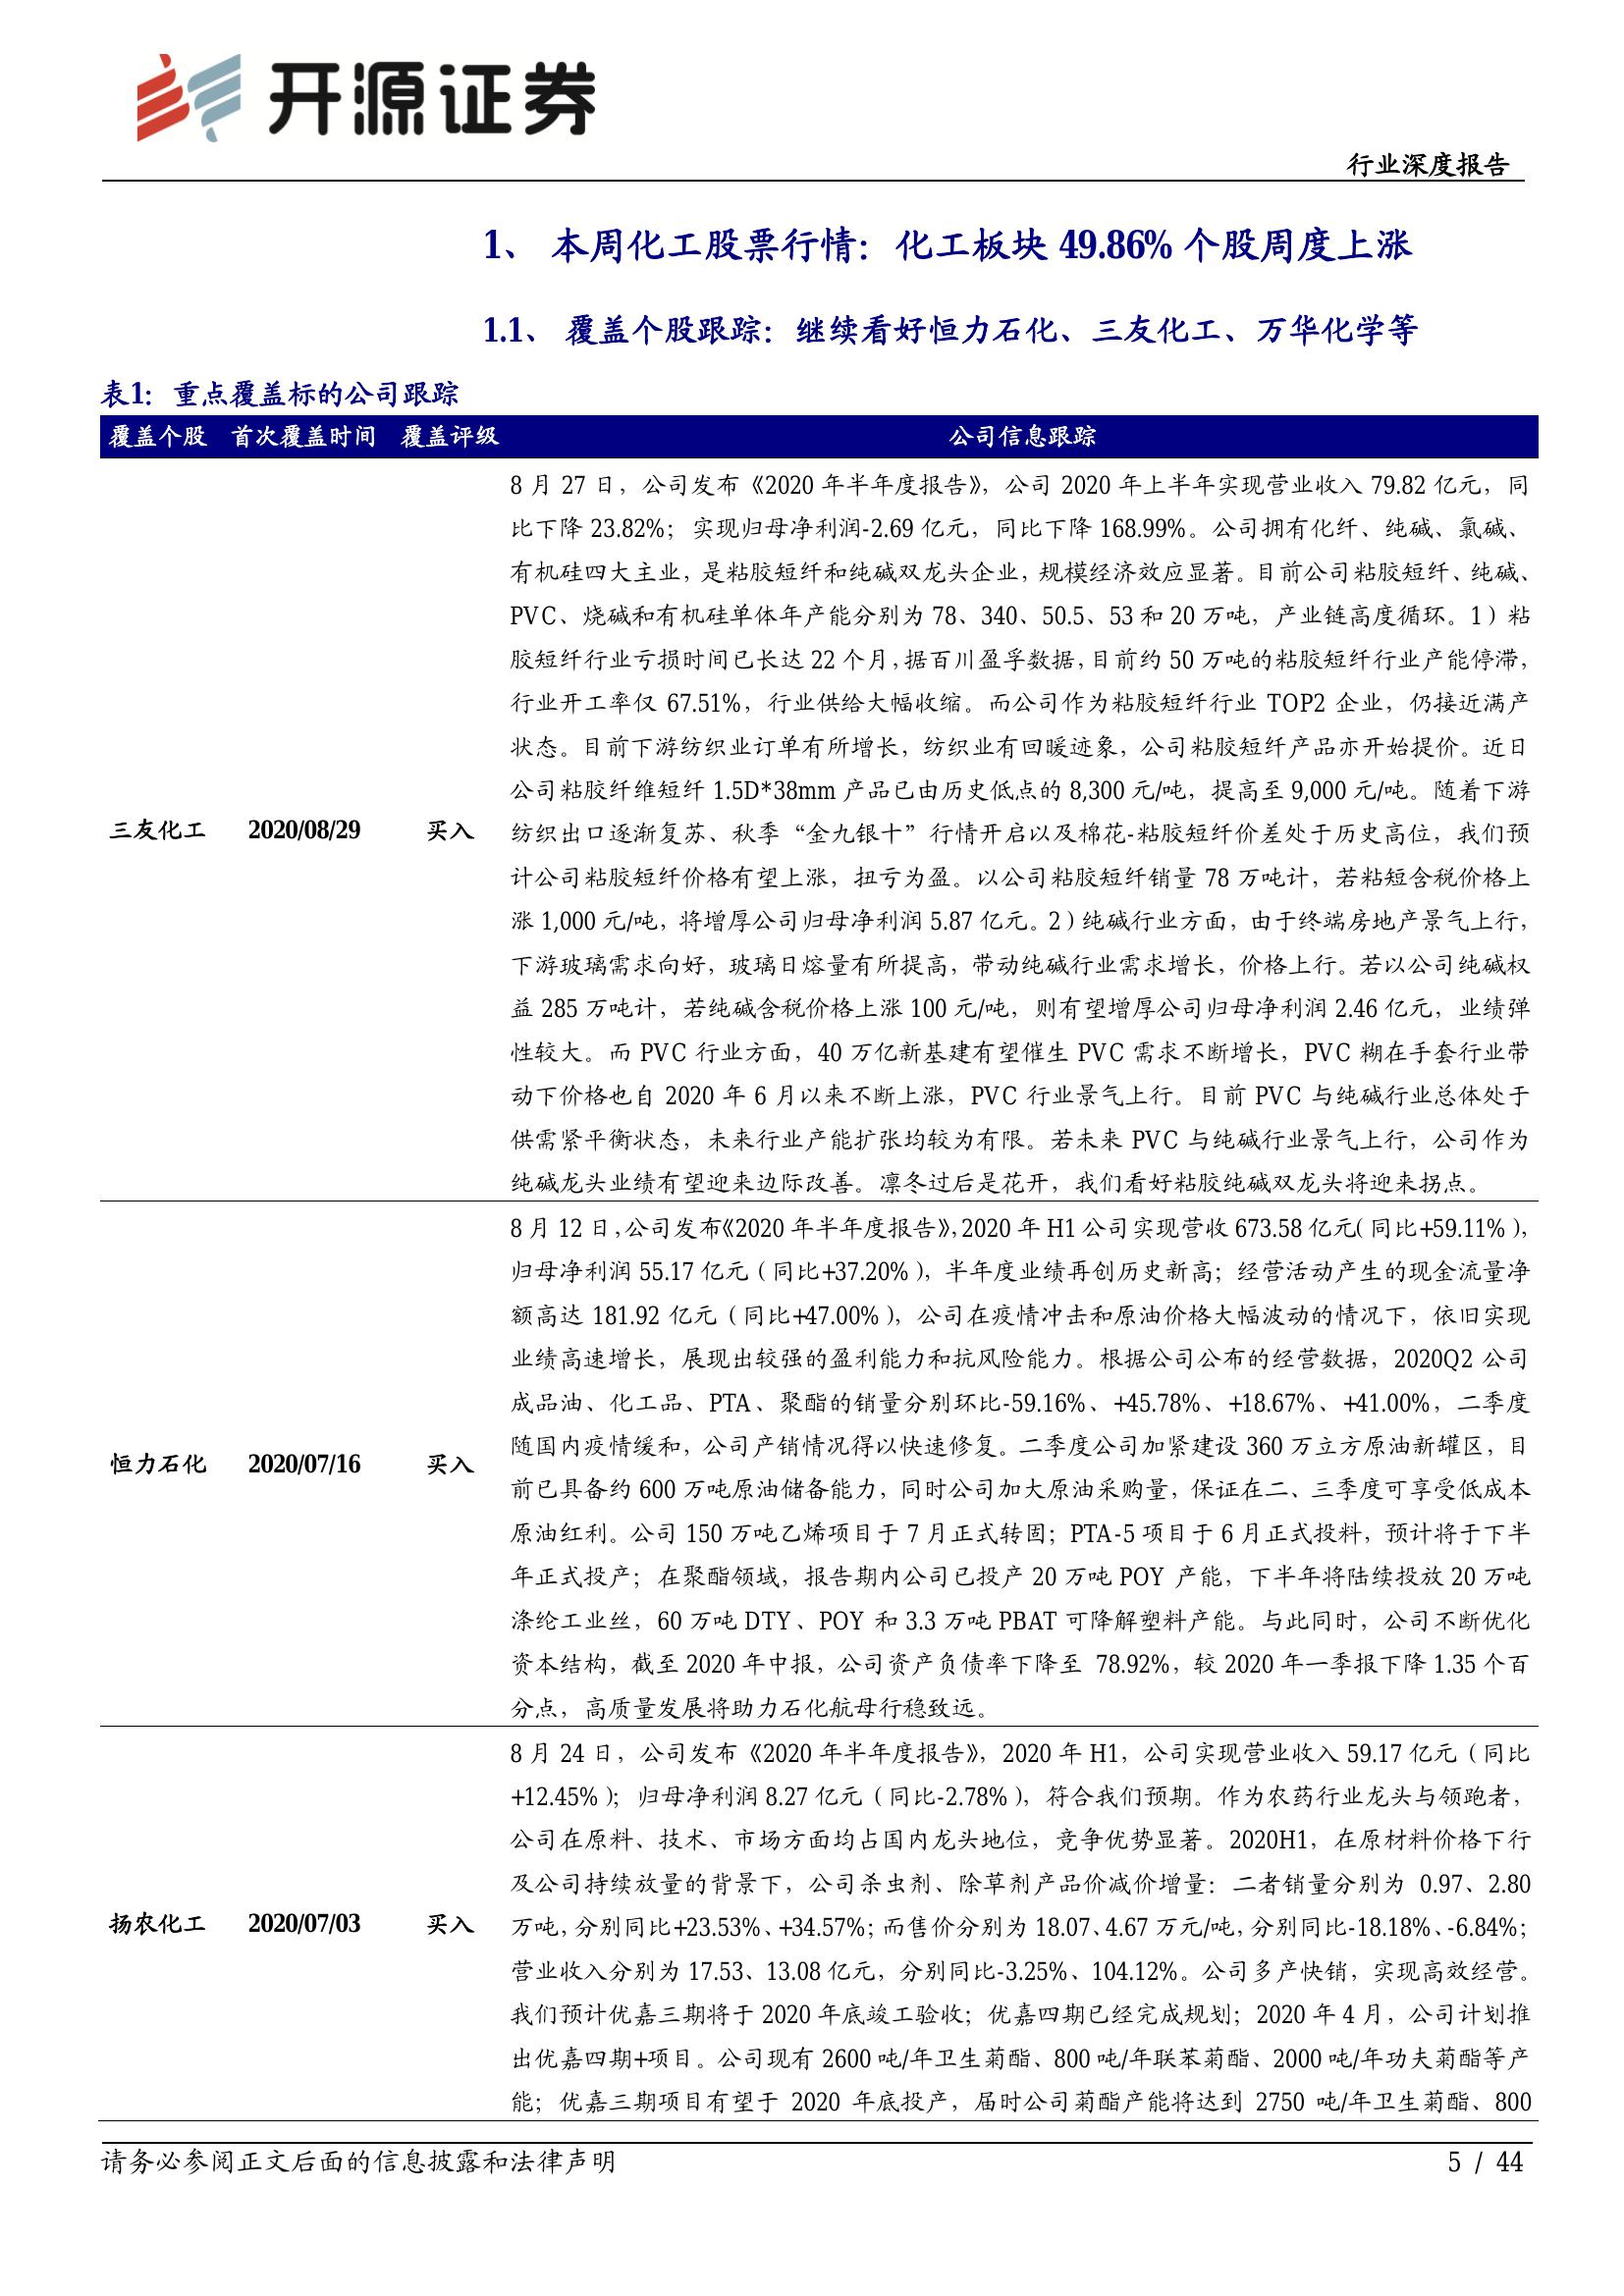 开源证券
行业深度报告
1、 本周化工股票行情：化工板块 49.86% 个股周度上涨
1.1、 覆盖个股跟踪：继续看好恒力石化、三友化工、万华化学等
表1：重点覆盖标的公司跟踪
覆盖个股 首次覆盖时间 覆盖评级 公司信息跟踪
8 月 27 日，公司发布《2020 年半年度报告》，公司 2020 年上半年实现营业收入 79.82 亿元，同
比下降 23.82%；实现归母净利润-2.69 亿元，同比下降 168.99%。公司拥有化纤、纯碱、氯碱、
有机硅四大主业，是粘胶短纤和纯碱双龙头企业，规模经济效应显著。目前公司粘胶短纤、纯碱、
PVC、烧碱和有机硅单体年产能分别为 78、340、50.5、53 和 20 万吨，产业链高度循环。1）粘
胶短纤行业亏损时间已长达 22 个月，据百川盈孚数据，目前约 50 万吨的粘胶短纤行业产能停滞，
行业开工率仅 67.51%，行业供给大幅收缩。而公司作为粘胶短纤行业 TOP2 企业，仍接近满产
状态。目前下游纺织业订单有所增长，纺织业有回暖迹象，公司粘胶短纤产品亦开始提价。近日
公司粘胶纤维短纤 1.5D*38mm 产品已由历史低点的 8,300 元/吨，提高至 9,000 元/吨。随着下游
三友化工 2020/08/29 买入 纺织出口逐渐复苏、秋季“金九银十”行情开启以及棉花-粘胶短纤价差处于历史高位，我们预
计公司粘胶短纤价格有望上涨，扭亏为盈。以公司粘胶短纤销量 78 万吨计，若粘短含税价格上
涨 1,000 元/吨，将增厚公司归母净利润 5.87 亿元。2）纯碱行业方面，由于终端房地产景气上行，
下游玻璃需求向好，玻璃日熔量有所提高，带动纯碱行业需求增长，价格上行。若以公司纯碱权
益 285 万吨计，若纯碱含税价格上涨 100 元/吨，则有望增厚公司归母净利润 2.46 亿元，业绩弹
性较大。而 PVC 行业方面，40 万亿新基建有望催生 PVC 需求不断增长，PVC 糊在手套行业带
动下价格也自 2020 年 6 月以来不断上涨，PVC 行业景气上行。目前 PVC 与纯碱行业总体处于
供需紧平衡状态，未来行业产能扩张均较为有限。若未来 PVC 与纯碱行业景气上行，公司作为
纯碱龙头业绩有望迎来边际改善。凛冬过后是花开，我们看好粘胶纯碱双龙头将迎来拐点。
8 月 12 日，公司发布《2020 年半年度报告》，2020 年 H1 公司实现营收 673.58 亿元（同比+59.11%），
归母净利润 55.17 亿元（同比+37.20%），半年度业绩再创历史新高；经营活动产生的现金流量净
额高达 181.92 亿元（同比+47.00%），公司在疫情冲击和原油价格大幅波动的情况下，依旧实现
业绩高速增长，展现出较强的盈利能力和抗风险能力。根据公司公布的经营数据，2020Q2 公司
成品油、化工品、PTA、聚酯的销量分别环比-59.16%、+45.78%、+18.67%、+41.00%，二季度
随国内疫情缓和，公司产销情况得以快速修复。二季度公司加紧建设 360 万立方原油新罐区，目
恒力石化 2020/07/16 买入 前已具备约 600 万吨原油储备能力，同时公司加大原油采购量，保证在二、三季度可享受低成本
原油红利。公司 150 万吨乙烯项目于 7 月正式转固；PTA-5 项目于 6 月正式投料，预计将于下半
年正式投产；在聚酯领域，报告期内公司已投产 20 万吨 POY 产能，下半年将陆续投放 20 万吨
涤纶工业丝，60 万吨 DTY、POY 和 3.3 万吨 PBAT 可降解塑料产能。与此同时，公司不断优化
资本结构，截至 2020 年中报，公司资产负债率下降至 78.92%，较 2020 年一季报下降 1.35 个百
分点，高质量发展将助力石化航母行稳致远。
8 月 24 日，公司发布《2020 年半年度报告》，2020 年 H1，公司实现营业收入 59.17 亿元（同比
+12.45%）；归母净利润 8.27 亿元（同比-2.78%），符合我们预期。作为农药行业龙头与领跑者，
公司在原料、技术、市场方面均占国内龙头地位，竞争优势显著。2020H1，在原材料价格下行
及公司持续放量的背景下，公司杀虫剂、除草剂产品价减价增量：二者销量分别为 0.97、2.80
扬农化工 2020/07/03 买入 万吨，分别同比+23.53%、+34.57%；而售价分别为 18.07、4.67 万元/吨，分别同比-18.18%、-6.84%；
营业收入分别为 17.53、13.08 亿元，分别同比-3.25%、104.12%。公司多产快销，实现高效经营。
我们预计优嘉三期将于 2020 年底竣工验收；优嘉四期已经完成规划；2020 年 4 月，公司计划推
出优嘉四期+项目。公司现有 2600 吨/年卫生菊酯、800 吨/年联苯菊酯、2000 吨/年功夫菊酯等产
能；优嘉三期项目有望于 2020 年底投产，届时公司菊酯产能将达到 2750 吨/年卫生菊酯、800
请务必参阅正文后面的信息披露和法律声明 5 / 44